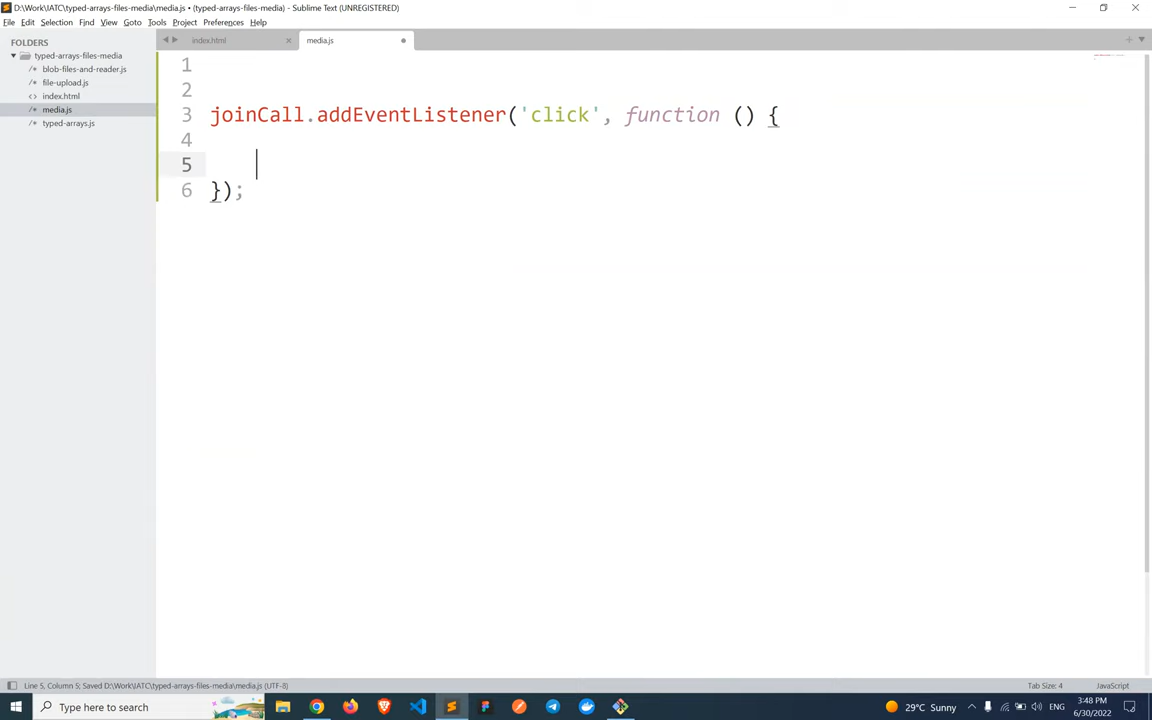 D:\Work\IATC\typed-arrays-files-media\media.js • (typed-arrays-files-media) - Sublime Text (UNREGISTERED)
File Edit Selection Find View Goto Tools Project Preferences Help
FOLDERS
typed-arrays-files-media
/* blob-files-and-reader.js
/* file-upload.js
<> index.html
/* media.js
/* typed-arrays.js
index.html
media.js
1
2
3 joinCall.addEventListener('click', function () {
4
5
6 });
Line 5, Column 5; Saved D:\Work\IATC\typed-arrays-files-media\media.js (UTF-8)
Tab Size: 4
JavaScript
Type here to search
29°C Sunny
ENG
3:48 PM
6/30/2022